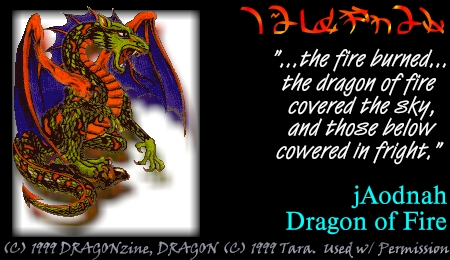 "...the fire burned...
the dragon of fire
covered the sky,
and those below
cowered in fright."
jAodnah
Dragon of Fire
(C) 1999 DRAGONzine, DRAGON (C) 1999 Tara. Used w/ Permission